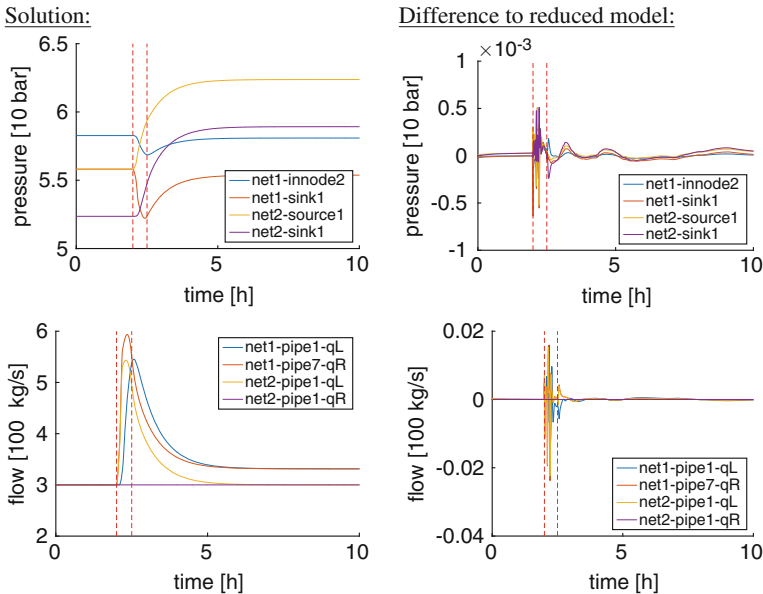 Solution:
Difference to reduced model:
pressure [10 bar]
6.5
6
5.5
5
0
5
10
time [h]
net1-innode2
net1-sink1
net2-source1
net2-sink1
×10-3
pressure [10 bar]
1
0.5
0
-0.5
-1
0
5
10
time [h]
net1-innode2
net1-sink1
net2-source1
net2-sink1
flow [100 kg/s]
6
5
4
3
2
0
5
10
time [h]
net1-pipe1-qL
net1-pipe7-qR
net2-pipe1-qL
net2-pipe1-qR
flow [100 kg/s]
0.02
0
-0.02
-0.04
0
5
10
time [h]
net1-pipe1-qL
net1-pipe7-qR
net2-pipe1-qL
net2-pipe1-qR